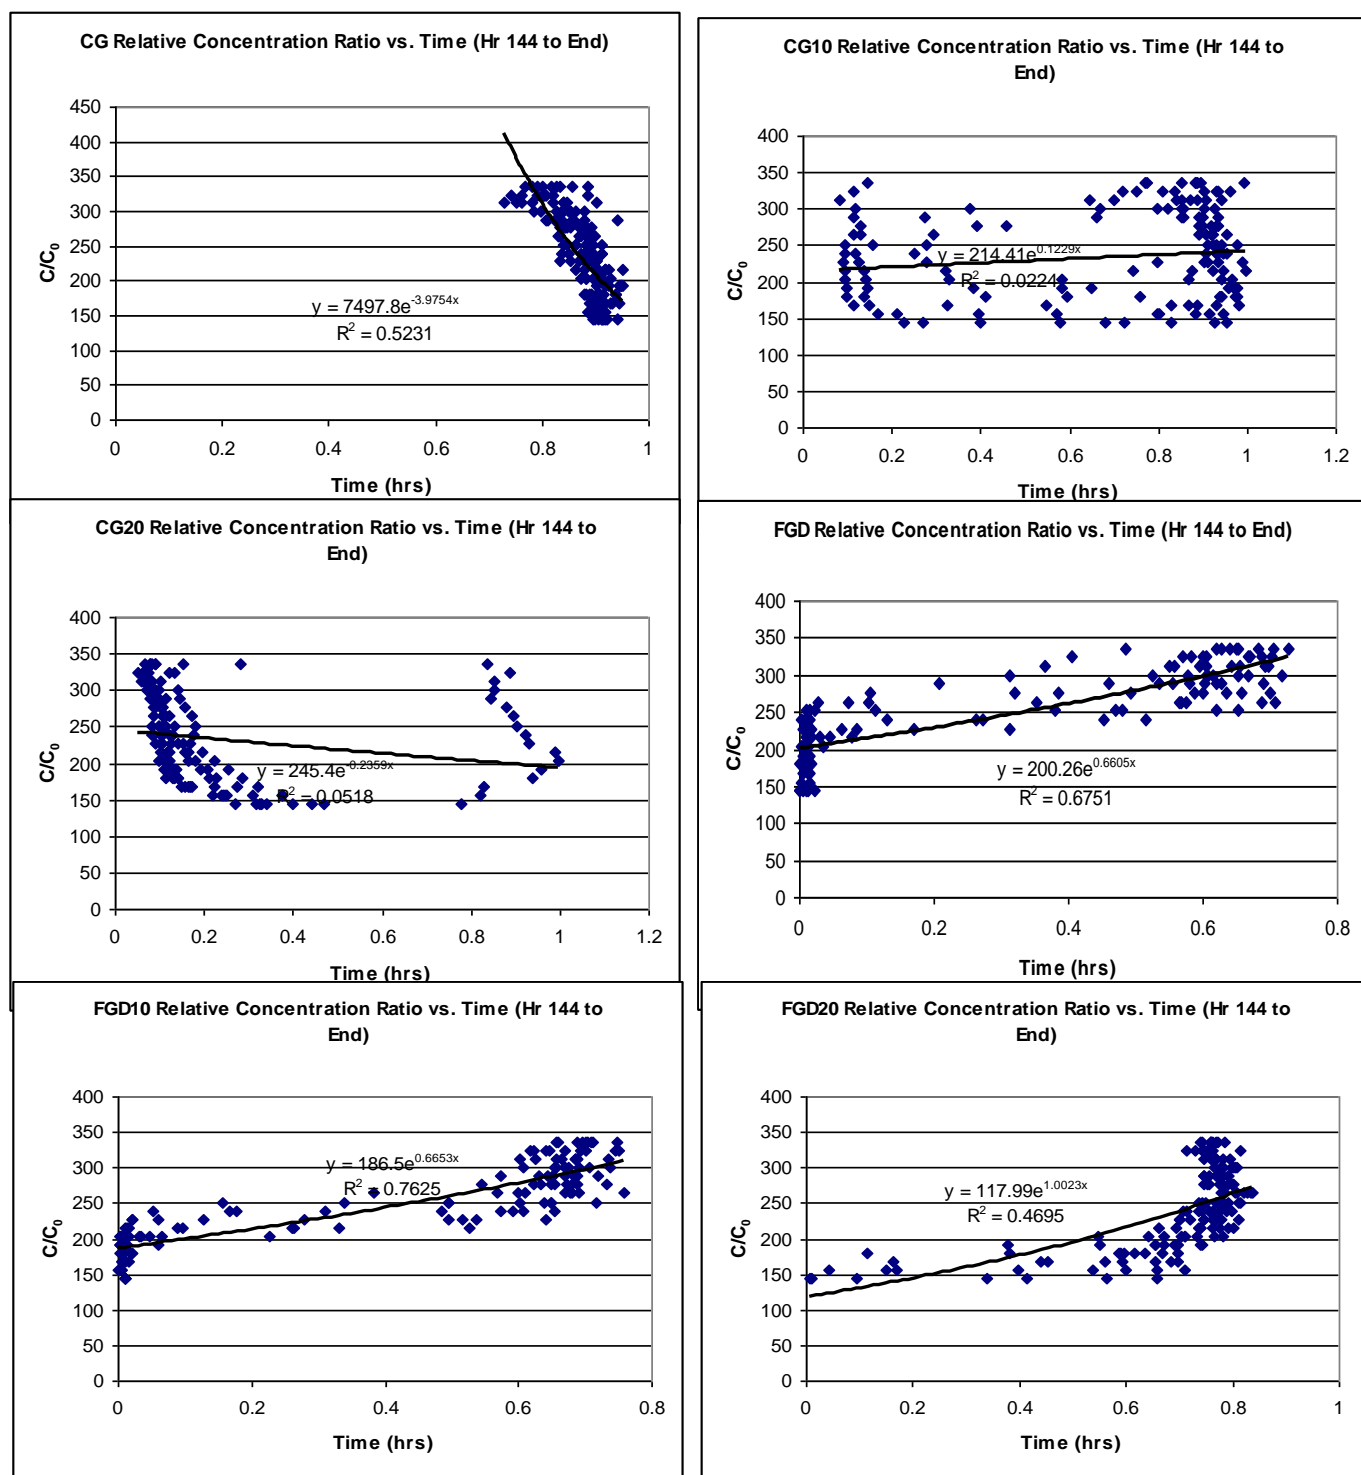 CG Relative Concentration Ratio vs. Time (Hr 144 to End)
C/C0
450
400
350
300
250
200
150
100
50
0
y = 7497.8e-3.9754x
R2 = 0.5231
0 0.2 0.4 0.6 0.8 1
Time (hrs)
CG10 Relative Concentration Ratio vs. Time (Hr 144 to
End)
C/C0
400
350
300
250
200
150
100
50
0
y = 214.41e0.1229x
R2 = 0.0224
0 0.2 0.4 0.6 0.8 1 1.2
Time (hrs)
CG20 Relative Concentration Ratio vs. Time (Hr 144 to
End)
C/C0
400
350
300
250
200
150
100
50
0
y = 245.4e-0.2359x
R2 = 0.0518
0 0.2 0.4 0.6 0.8 1 1.2
Time (hrs)
FGD Relative Concentration Ratio vs. Time (Hr 144 to End)
C/C0
400
350
300
250
200
150
100
50
0
y = 200.26e0.6605x
R2 = 0.6751
0 0.2 0.4 0.6 0.8
Time (hrs)
FGD10 Relative Concentration Ratio vs. Time (Hr 144 to
End)
C/C0
400
350
300
250
200
150
100
50
0
y = 186.5e0.6653x
R2 = 0.7625
0 0.2 0.4 0.6 0.8
Time (hrs)
FGD20 Relative Concentration Ratio vs. Time (Hr 144 to
End)
C/C0
400
350
300
250
200
150
100
50
0
y = 117.99e1.0023x
R2 = 0.4695
0 0.2 0.4 0.6 0.8 1
Time (hrs)